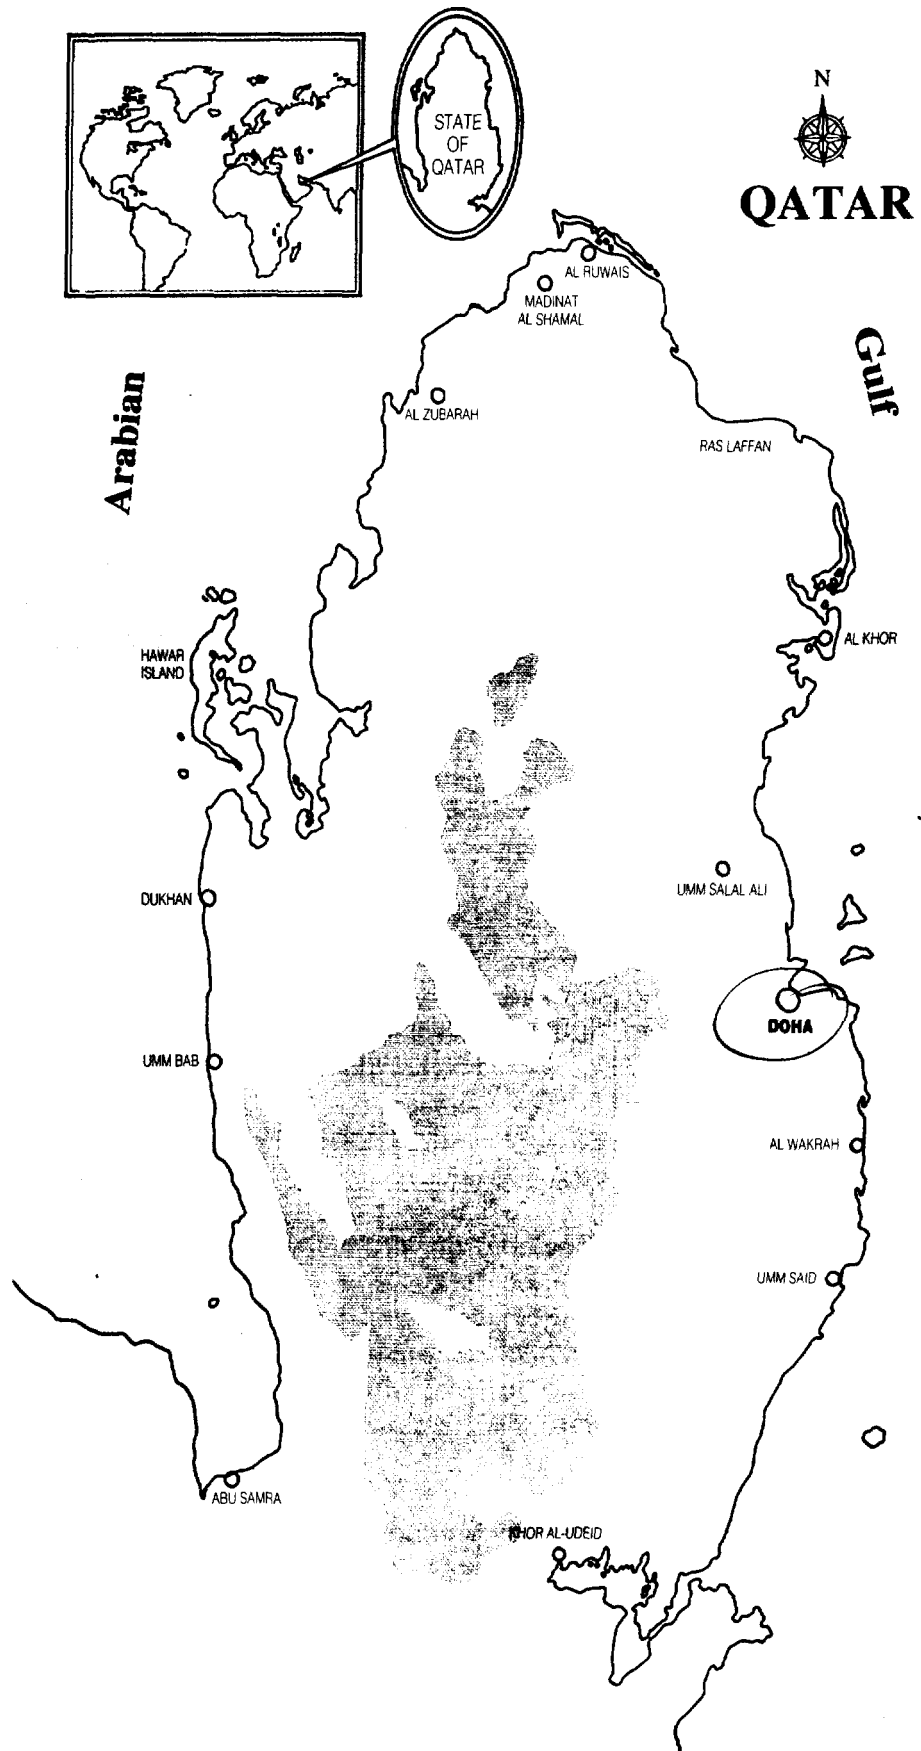 STATE
OF
QATAR
N
QATAR
AL RUWAIS
MADINAT
AL SHAMAL
Gulf
Arabian
AL ZUBARAH
RAS LAFFAN
AL KHOR
HAWAR
ISLAND
UMM SALAL ALI
DUKHAN
DOHA
UMM BAB
AL WAKRAH
UMM SAID
ABU SAMRA
KHOR AL-UDEID